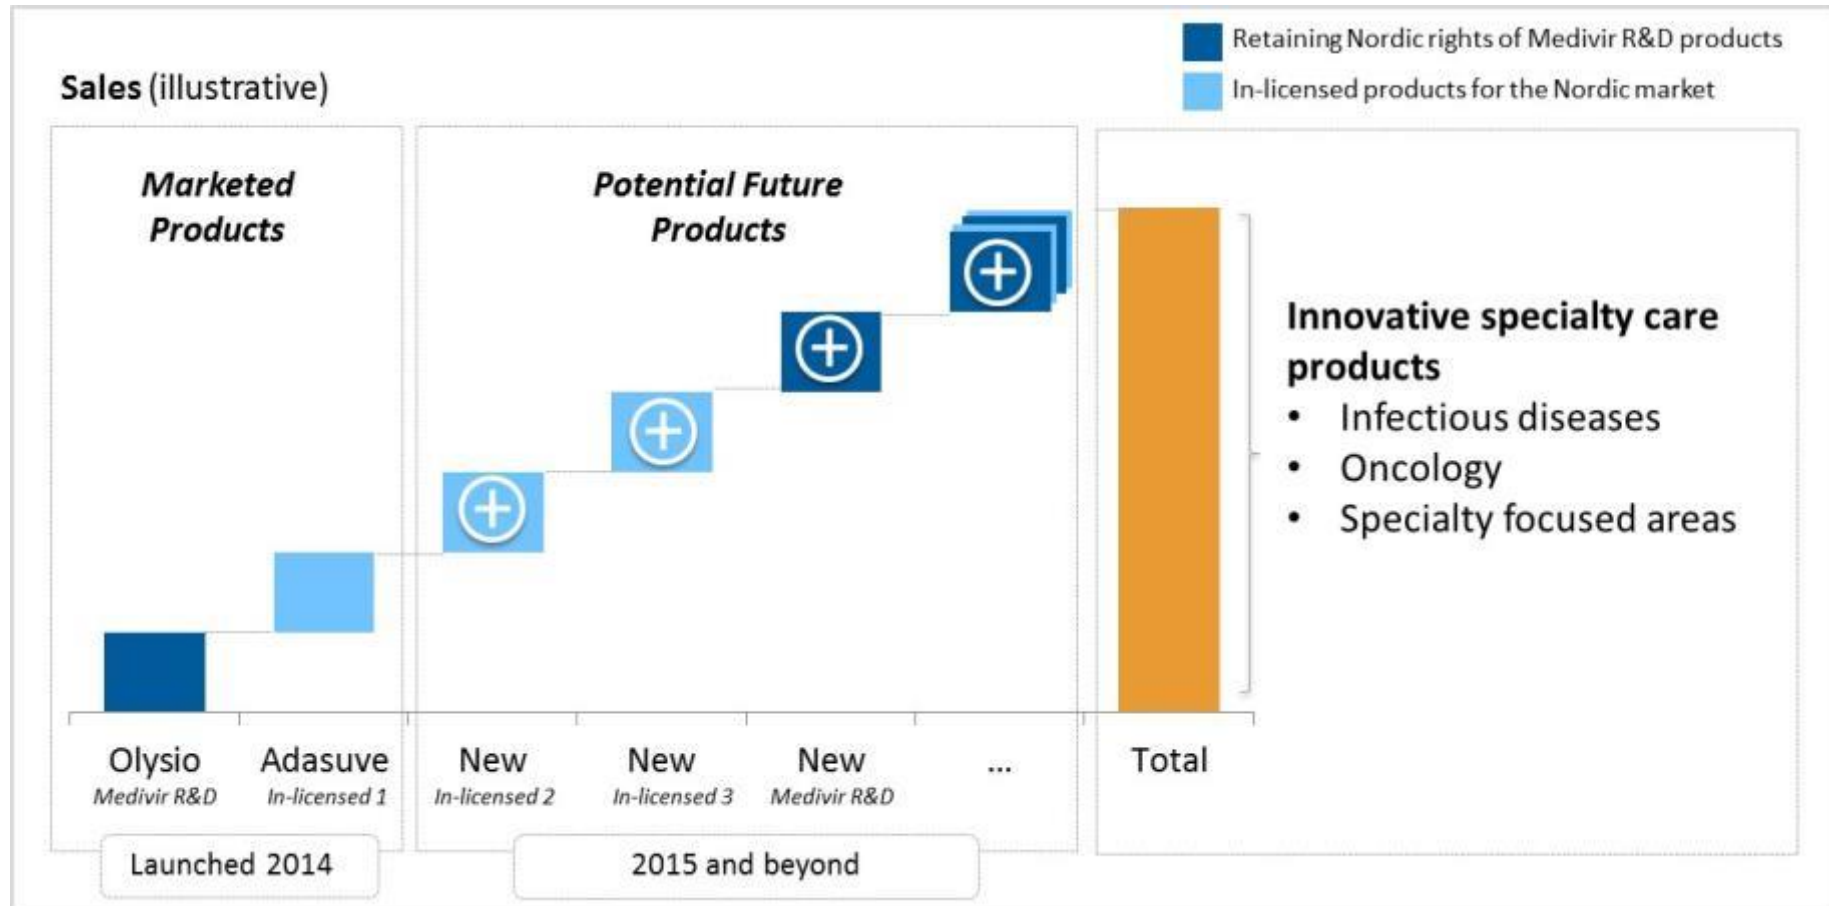 Retaining Nordic rights of Medivir R&D products
In-licensed products for the Nordic market
Sales (illustrative)
Marketed
Products
Potential Future
Products
Innovative specialty care
products
• Infectious diseases
• Oncology
• Specialty focused areas
Olysio
Medivir R&D
Adasuve
In-licensed 1
New
In-licensed 2
New
In-licensed 3
New
Medivir R&D
...
Total
Launched 2014
2015 and beyond